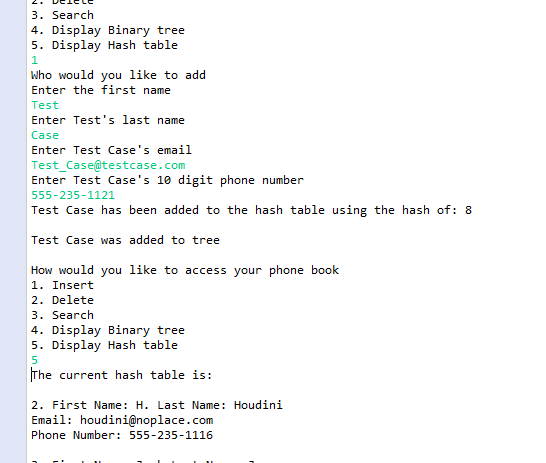 2. Delete
3. Search
4. Display Binary tree
5. Display Hash table
1
Who would you like to add
Enter the first name
Test
Enter Test's last name
Case
Enter Test Case's email
Test_Case@testcase.com
Enter Test Case's 10 digit phone number
555-235-1121
Test Case has been added to the hash table using the hash of: 8
Test Case was added to tree
How would you like to access your phone book
1. Insert
2. Delete
3. Search
4. Display Binary tree
5. Display Hash table
5
The current hash table is:
2. First Name: H. Last Name: Houdini
Email: houdini@noplace.com
Phone Number: 555-235-1116